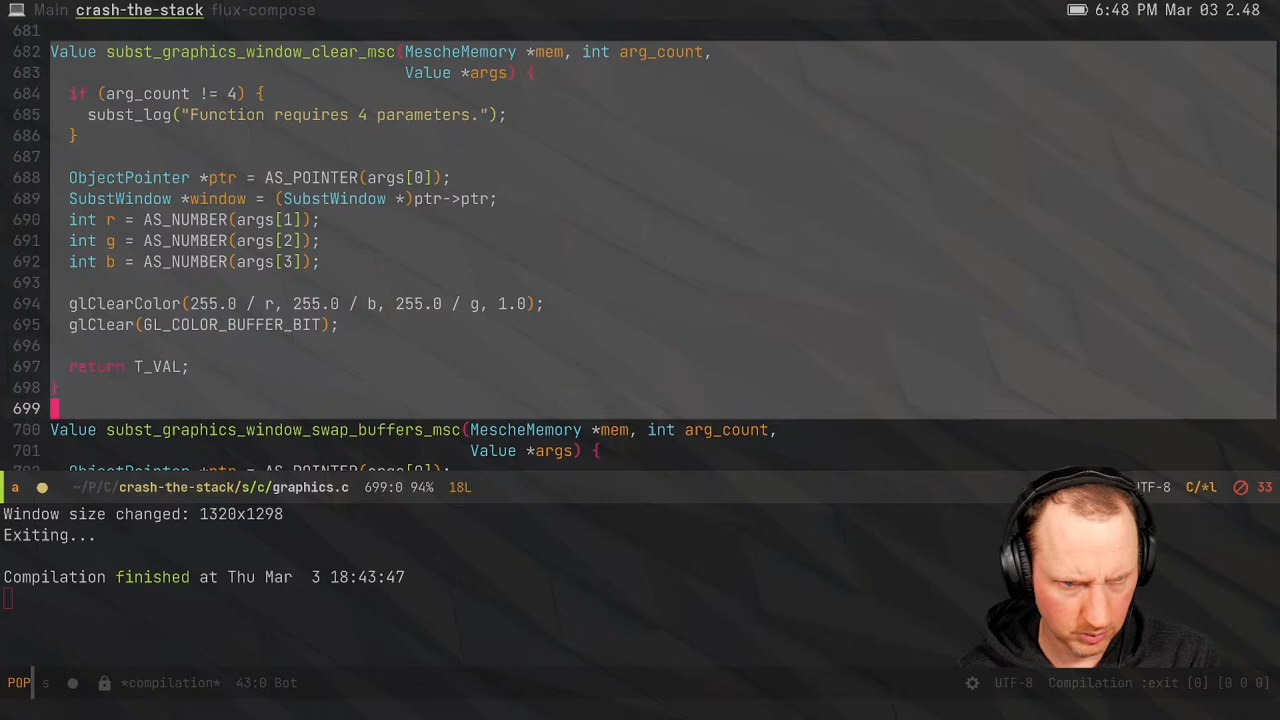 Main crash-the-stack flux-compose 6:48 PM Mar 03 2.48
681
682 Value subst_graphics_window_clear_msc(MescheMemory *mem, int arg_count,
683 Value *args) {
684 if (arg_count != 4) {
685 subst_log("Function requires 4 parameters.");
686 }
687
688 ObjectPointer *ptr = AS_POINTER(args[0]);
689 SubstWindow *window = (SubstWindow *)ptr->ptr;
690 int r = AS_NUMBER(args[1]);
691 int g = AS_NUMBER(args[2]);
692 int b = AS_NUMBER(args[3]);
693
694 glClearColor(255.0 / r, 255.0 / b, 255.0 / g, 1.0);
695 glClear(GL_COLOR_BUFFER_BIT);
696
697 return T_VAL;
698 }
699
700 Value subst_graphics_window_swap_buffers_msc(MescheMemory *mem, int arg_count,
701 Value *args) {
702 ObjectPointer *ptr = AS_POINTER(args[0]);
a ~/P/C/crash-the-stack/s/c/graphics.c 699:0 94% 18L TF-8 C/*l 33
Window size changed: 1320x1298
Exiting...
Compilation finished at Thu Mar 3 18:43:47
POP s *compilation* 43:0 Bot UTF-8 Compilation :exit [0] [0 0 0]